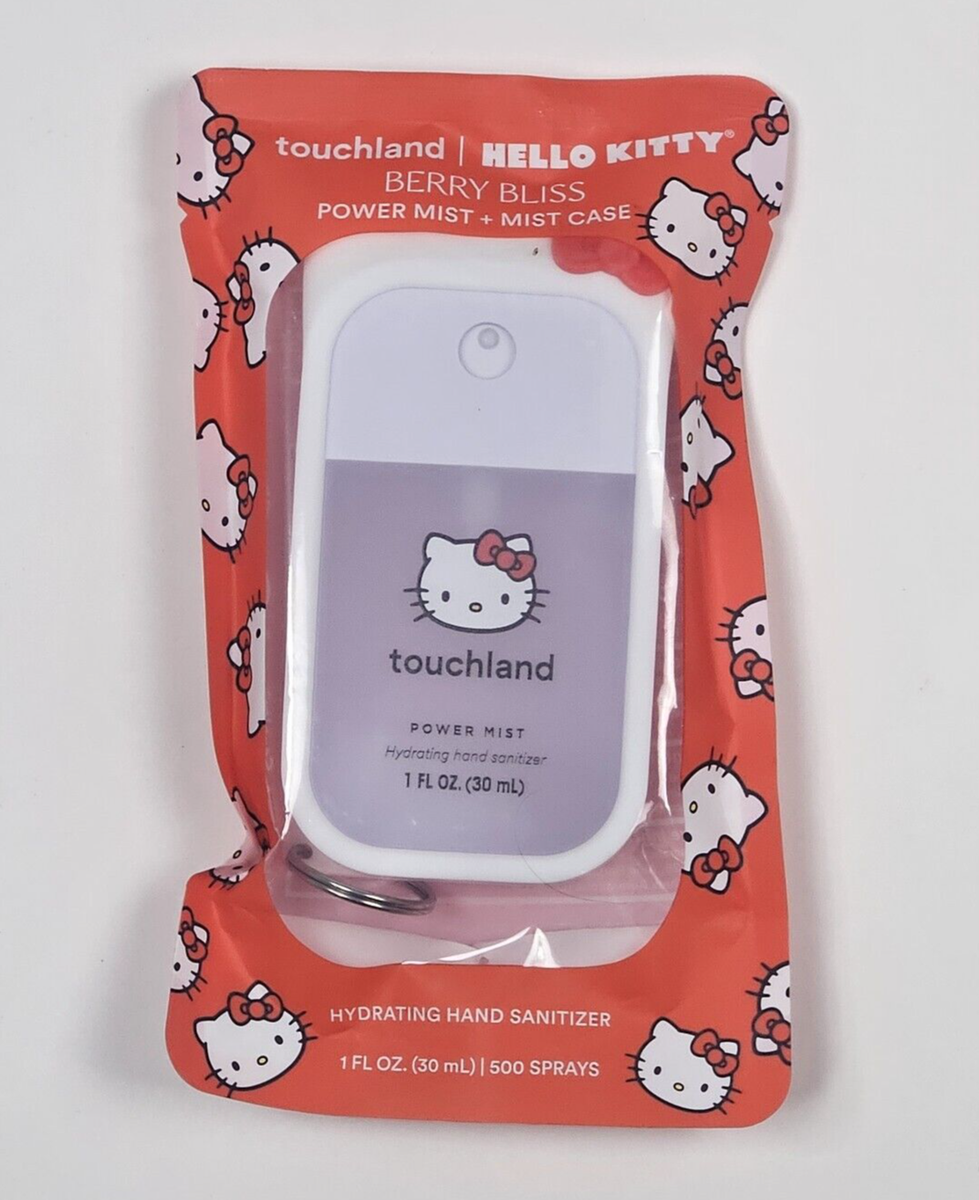 touchland | HELLO KITTY®
BERRY BLISS
POWER MIST + MIST CASE
touchland
POWER MIST
Hydrating hand sanitizer
1 FL OZ. (30 mL)
HYDRATING HAND SANITIZER
1 FL OZ. (30 mL) | 500 SPRAYS